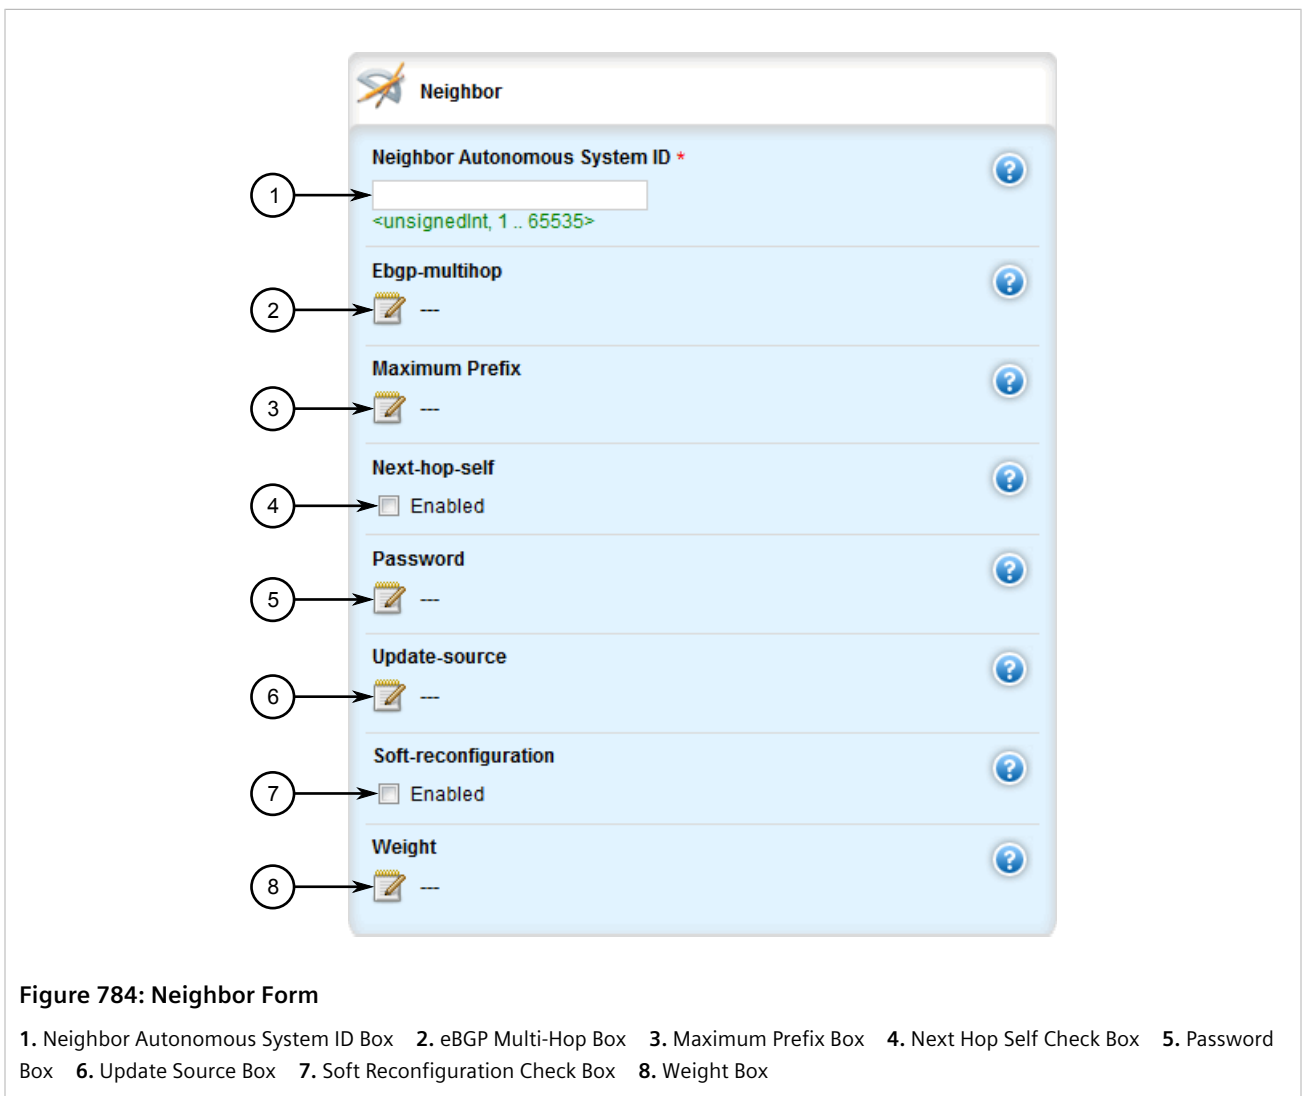 Neighbor
Neighbor Autonomous System ID *
1
<unsignedInt, 1 .. 65535>
Ebgp-multihop
2
---
Maximum Prefix
3
---
Next-hop-self
4
Enabled
Password
5
---
Update-source
6
---
Soft-reconfiguration
7
Enabled
Weight
8
---
Figure 784: Neighbor Form
1. Neighbor Autonomous System ID Box 2. eBGP Multi-Hop Box 3. Maximum Prefix Box 4. Next Hop Self Check Box 5. Password
Box 6. Update Source Box 7. Soft Reconfiguration Check Box 8. Weight Box